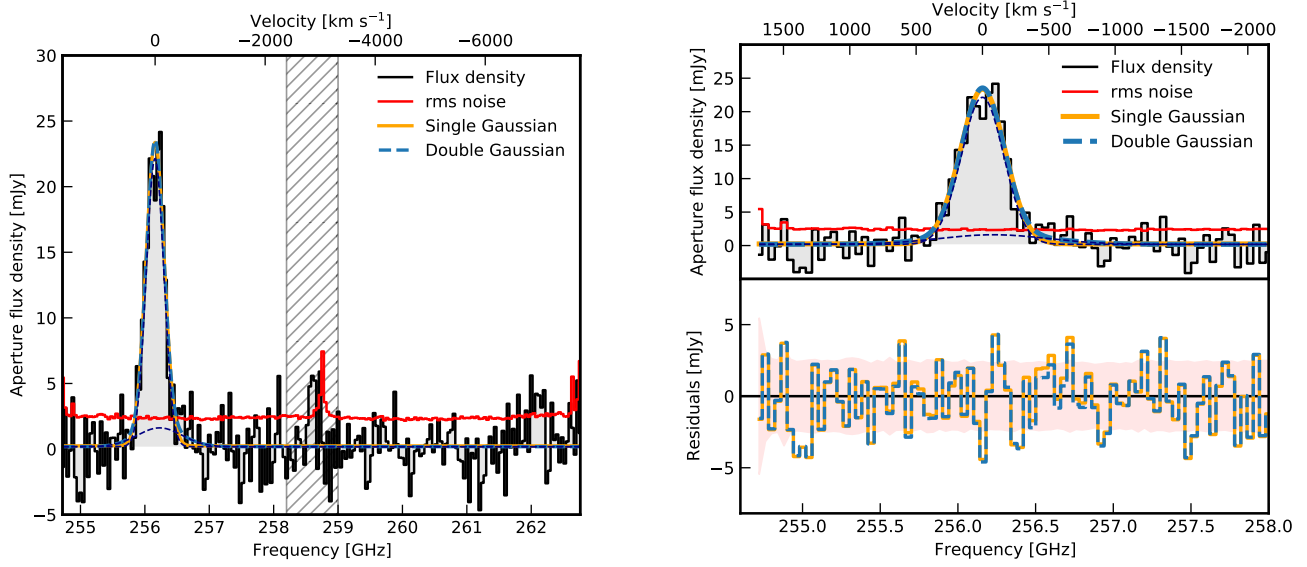 Velocity [km s⁻¹]
0 −2000 −4000 −6000
Aperture flux density [mJy]
30
25
20
15
10
5
0
−5
Flux density
rms noise
Single Gaussian
Double Gaussian
255 256 257 258 259 260 261 262
Frequency [GHz]
Velocity [km s⁻¹]
1500 1000 500 0 −500 −1000 −1500 −2000
Aperture flux density [mJy]
25
20
15
10
5
0
Flux density
rms noise
Single Gaussian
Double Gaussian
Residuals [mJy]
5
0
−5
255.0 255.5 256.0 256.5 257.0 257.5 258.0
Frequency [GHz]